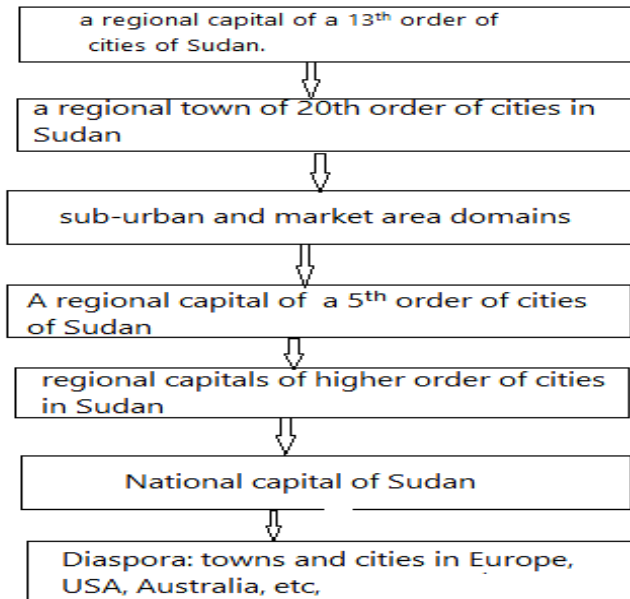 a regional capital of a 13th order of
cities of Sudan.
a regional town of 20th order of cities in
Sudan
sub-urban and market area domains
A regional capital of a 5th order of cities
of Sudan
regional capitals of higher order of cities
in Sudan
National capital of Sudan
Diaspora: towns and cities in Europe,
USA, Australia, etc,